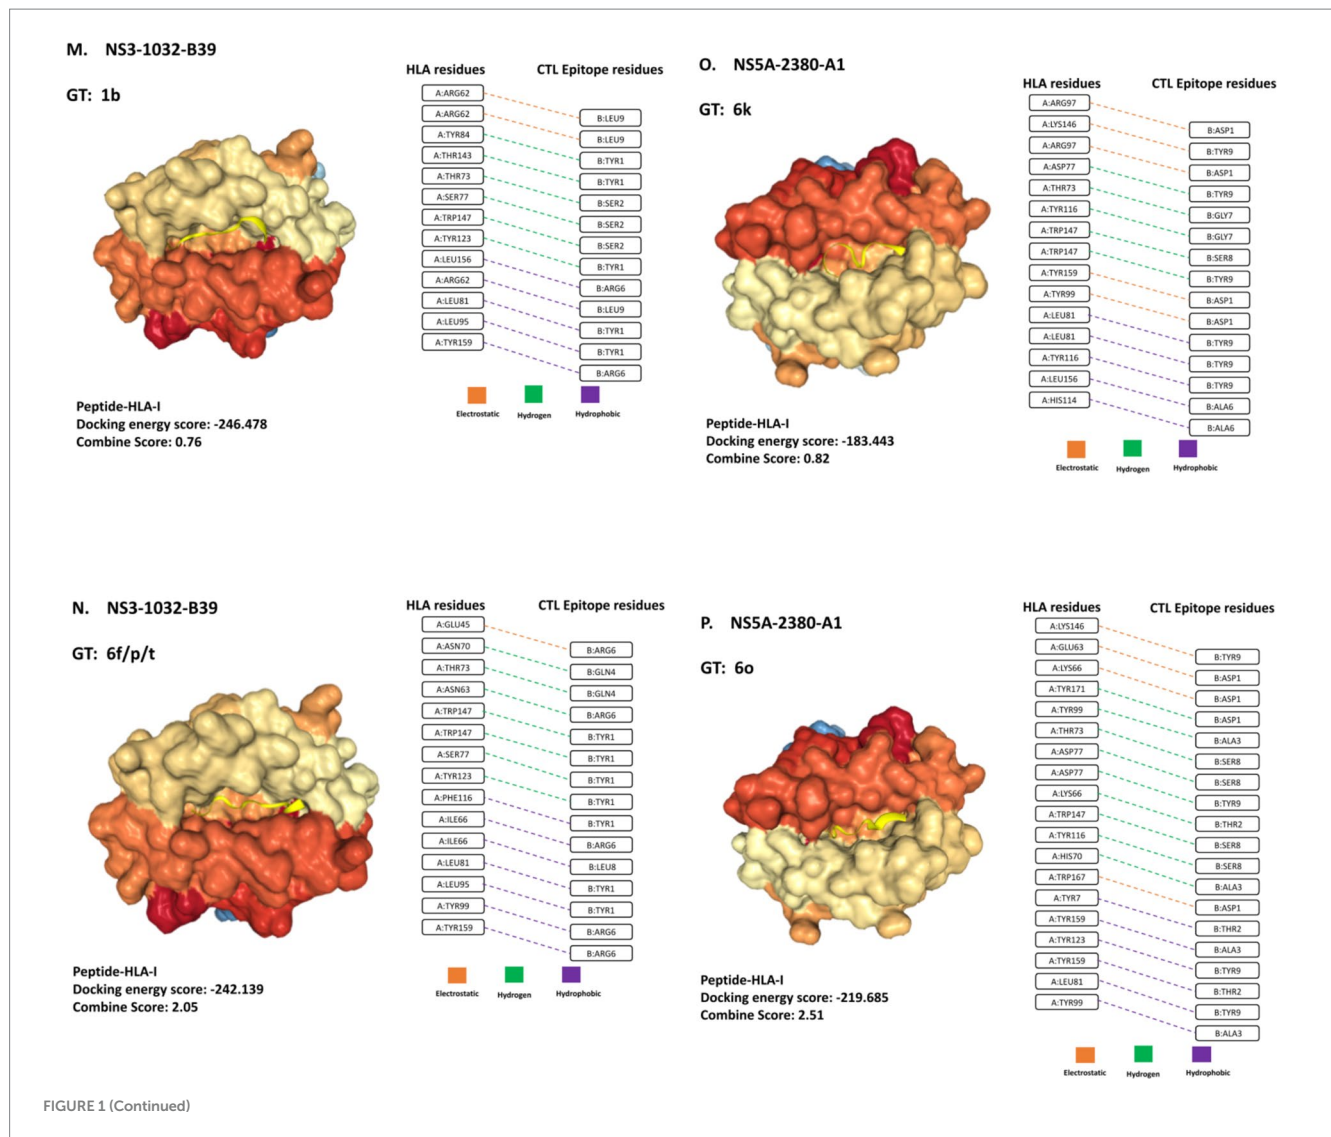 M. NS3-1032-B39
GT: 1b
HLA residues CTL Epitope residues
A:ARG62
A:ARG62
A:TYR84
A:THR143
A:THR73
A:SER77
A:TRP147
A:TYR123
A:LEU156
A:ARG62
A:LEU81
A:LEU95
A:TYR159
B:LEU9
B:LEU9
B:TYR1
B:TYR1
B:SER2
B:SER2
B:SER2
B:TYR1
B:ARG6
B:LEU9
B:TYR1
B:TYR1
B:ARG6
Electrostatic Hydrogen Hydrophobic
Peptide-HLA-I
Docking energy score: -246.478
Combine Score: 0.76
O. NS5A-2380-A1
GT: 6k
HLA residues CTL Epitope residues
A:ARG97
A:LYS146
A:ARG97
A:ASP77
A:THR73
A:TYR116
A:TRP147
A:TRP147
A:TYR159
A:TYR99
A:LEU81
A:LEU81
A:TYR116
A:LEU156
A:HIS114
B:ASP1
B:TYR9
B:ASP1
B:TYR9
B:GLY7
B:GLY7
B:SER8
B:TYR9
B:ASP1
B:ASP1
B:TYR9
B:TYR9
B:TYR9
B:ALA6
B:ALA6
Electrostatic Hydrogen Hydrophobic
Peptide-HLA-I
Docking energy score: -183.443
Combine Score: 0.82
N. NS3-1032-B39
GT: 6f/p/t
HLA residues CTL Epitope residues
A:GLU45
A:ASN70
A:THR73
A:ASN63
A:TRP147
A:TRP147
A:SER77
A:TYR123
A:PHE116
A:ILE66
A:ILE66
A:LEU81
A:LEU95
A:TYR99
A:TYR159
B:ARG6
B:GLN4
B:GLN4
B:ARG6
B:TYR1
B:TYR1
B:TYR1
B:TYR1
B:TYR1
B:ARG6
B:LEU8
B:TYR1
B:TYR1
B:ARG6
B:ARG6
Electrostatic Hydrogen Hydrophobic
Peptide-HLA-I
Docking energy score: -242.139
Combine Score: 2.05
P. NS5A-2380-A1
GT: 6o
HLA residues CTL Epitope residues
A:LYS146
A:GLU63
A:LYS66
A:TYR171
A:TYR99
A:THR73
A:ASP77
A:ASP77
A:LYS66
A:TRP147
A:TYR116
A:HIS70
A:TRP167
A:TYR7
A:TYR159
A:TYR123
A:TYR159
A:LEU81
A:TYR99
B:TYR9
B:ASP1
B:ASP1
B:ASP1
B:ALA3
B:SER8
B:SER8
B:TYR9
B:THR2
B:SER8
B:SER8
B:ALA3
B:ASP1
B:THR2
B:ALA3
B:TYR9
B:THR2
B:TYR9
B:ALA3
Electrostatic Hydrogen Hydrophobic
Peptide-HLA-I
Docking energy score: -219.685
Combine Score: 2.51
FIGURE 1 (Continued)